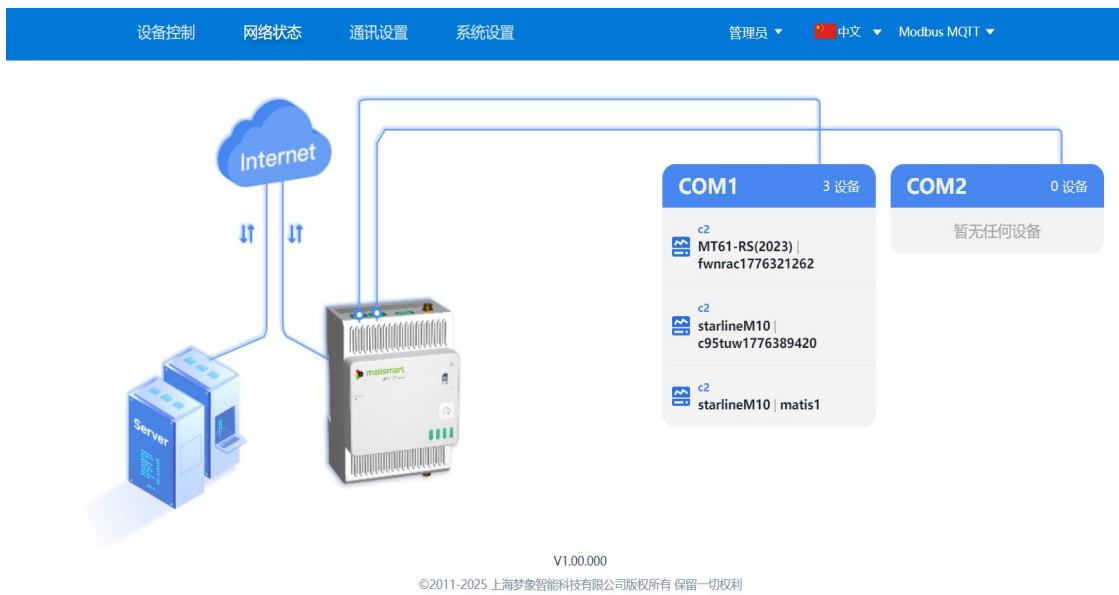 设备控制 网络状态 通讯设置 系统设置 管理员 中文 Modbus MQTT
Internet
COM1 3 设备
c2
MT61-RS(2023) |
fwnrac1776321262
c2
starlineM10 |
c95tuw1776389420
c2
starlineM10 | matis1
COM2 0 设备
暂无任何设备
matismart
Server
V1.00.000
©2011-2025 上海梦象智能科技有限公司版权所有 保留一切权利